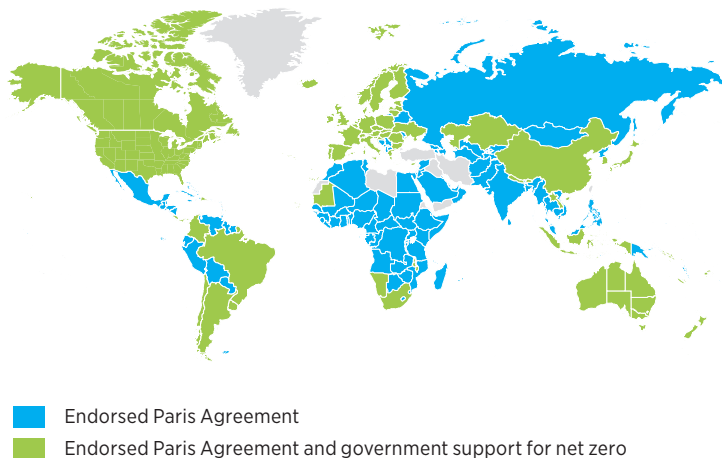 Endorsed Paris Agreement
Endorsed Paris Agreement and government support for net zero